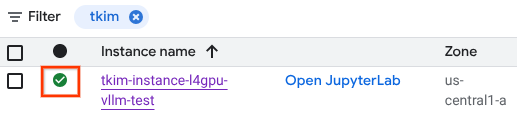 Filter tkim
Instance name Zone
tkim-instance-l4gpu- Open JupyterLab us-
vllm-test central1-a